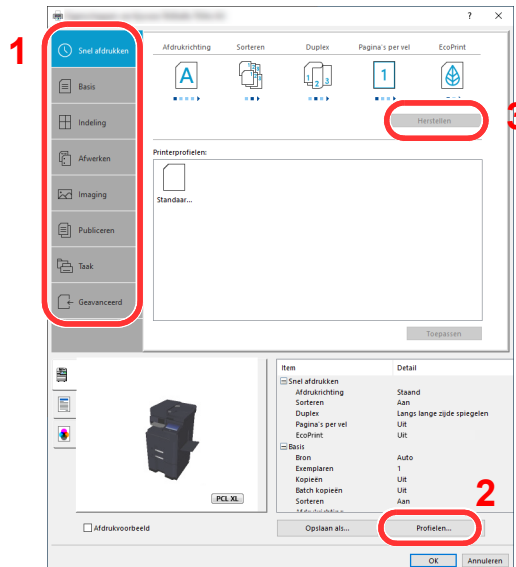 ? X
1
Snel afdrukken
Basis
Indeling
Afwerken
Imaging
Publiceren
Taak
Geavanceerd
Afdrukrichting Sorteren Duplex Pagina's per vel EcoPrint
A 1 2 3 1 2 3 1
Herstellen
3
Printerprofielen:
Standaar...
Toepassen
PCL XL
Afdrukvoorbeeld
Item Detail
Snel afdrukken
Afdrukrichting Staand
Sorteren Aan
Duplex Langs lange zijde spiegelen
Pagina's per vel Uit
EcoPrint Uit
Basis
Bron Auto
Exemplaren 1
Kopieën Uit
Batch kopieën Uit
Sorteren Aan
2
Opslaan als... Profielen...
OK Annuleren